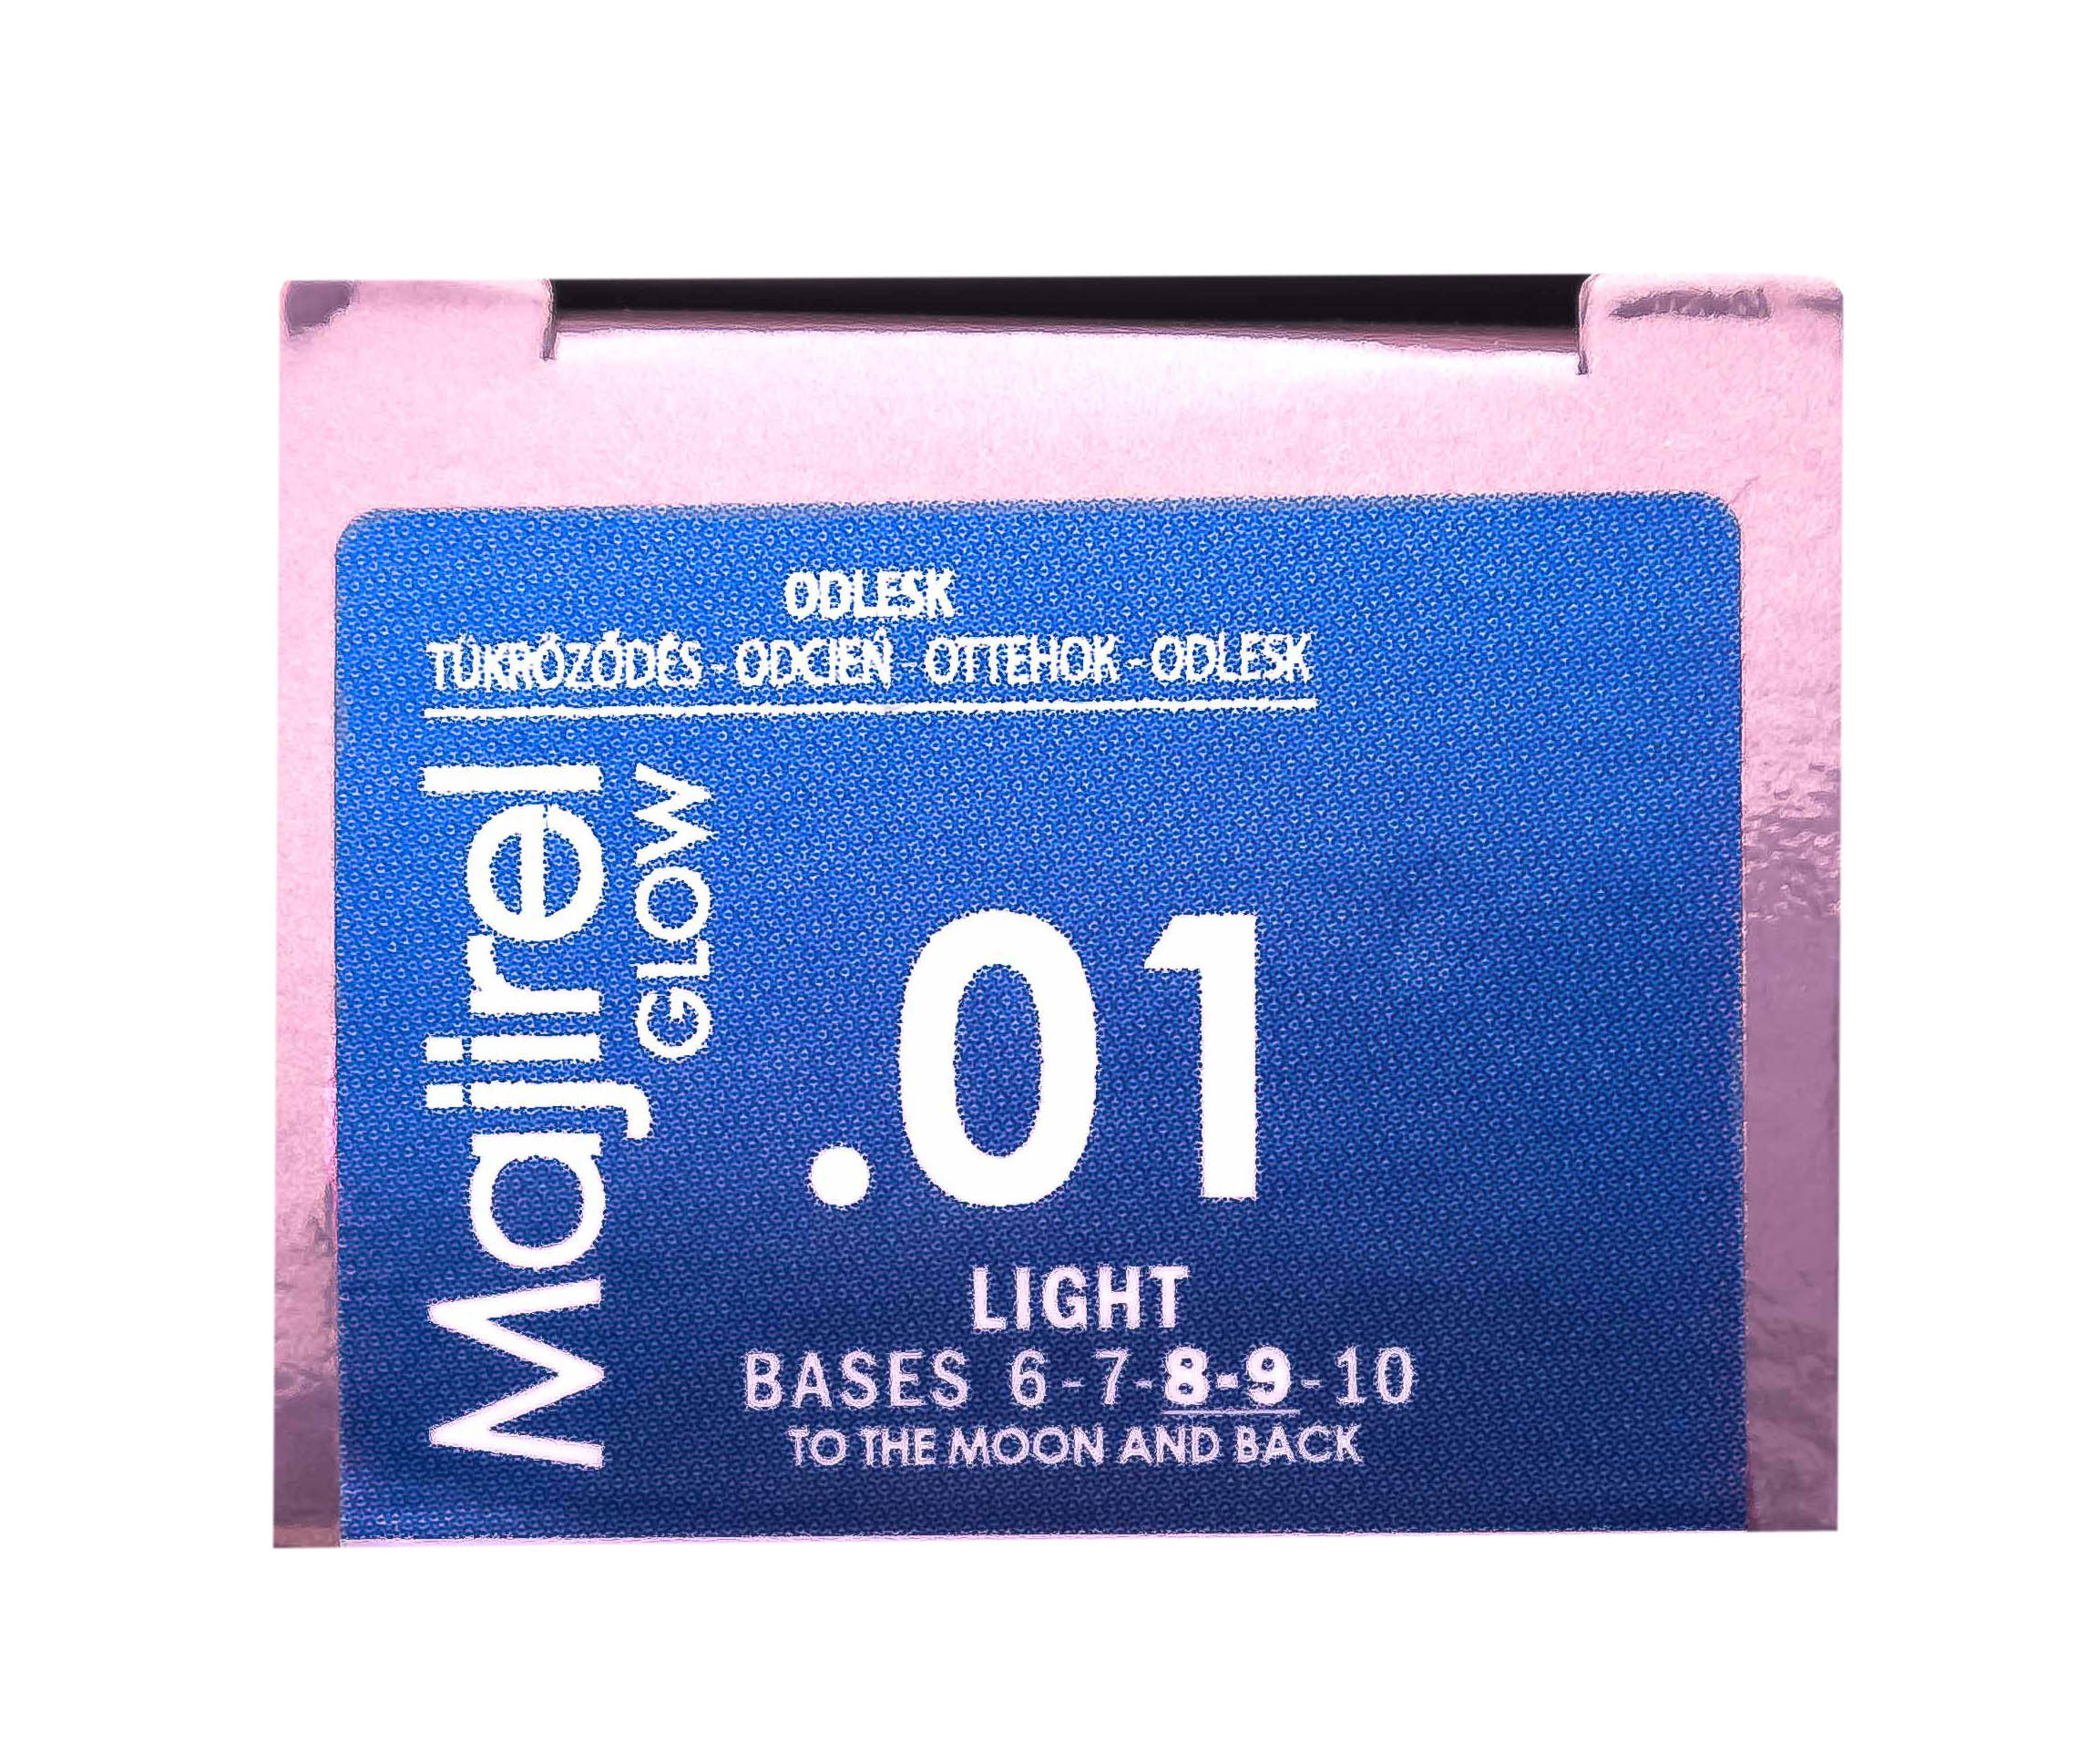 ODLESK
TÜKRÖZŐDÉS - ODCIEŃ - OTTEHOK - ODLESK
Majirel
GLOW
.01
LIGHT
BASES 6-7-8-9-10
TO THE MOON AND BACK